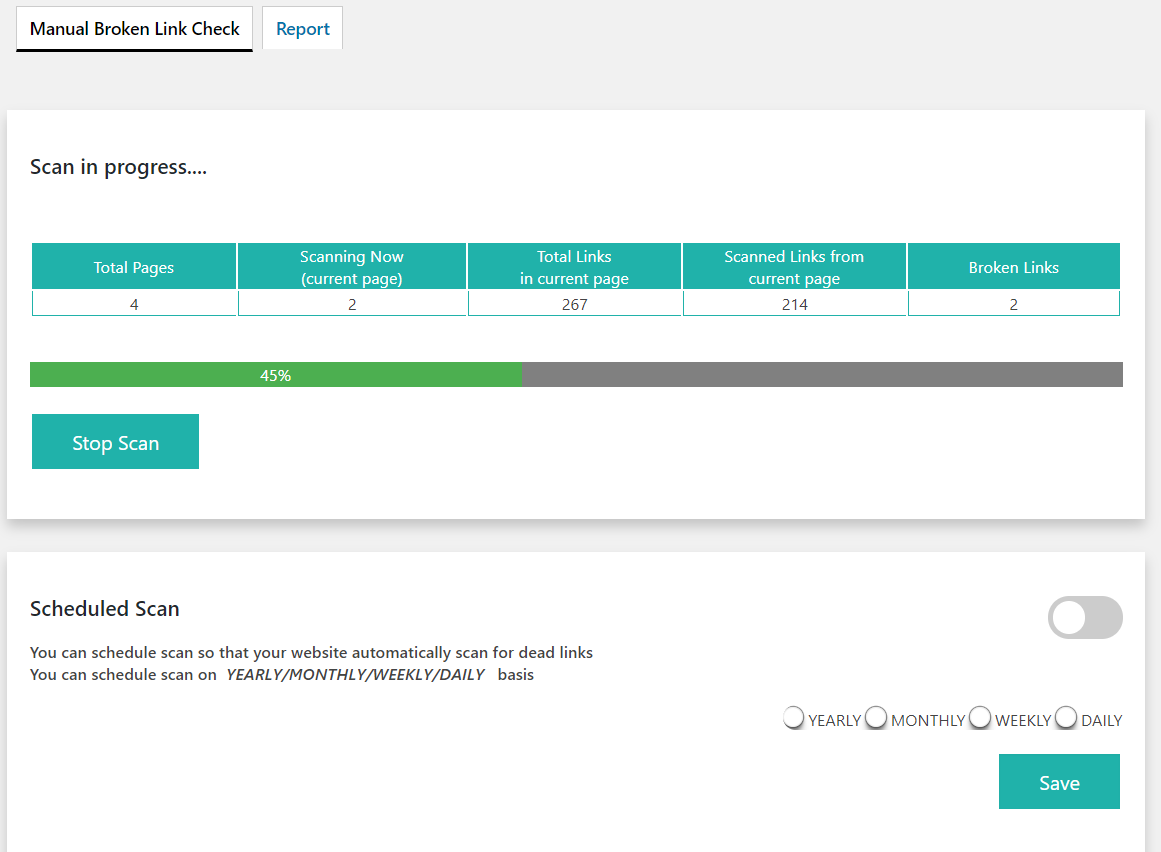 Manual Broken Link Check
Report
Scan in progress....
Total Pages
Scanning Now
(current page)
Total Links
in current page
Scanned Links from
current page
Broken Links
4
2
267
214
2
45%
Stop Scan
Scheduled Scan
You can schedule scan so that your website automatically scan for dead links
You can schedule scan on YEARLY/MONTHLY/WEEKLY/DAILY basis
YEARLY MONTHLY WEEKLY DAILY
Save